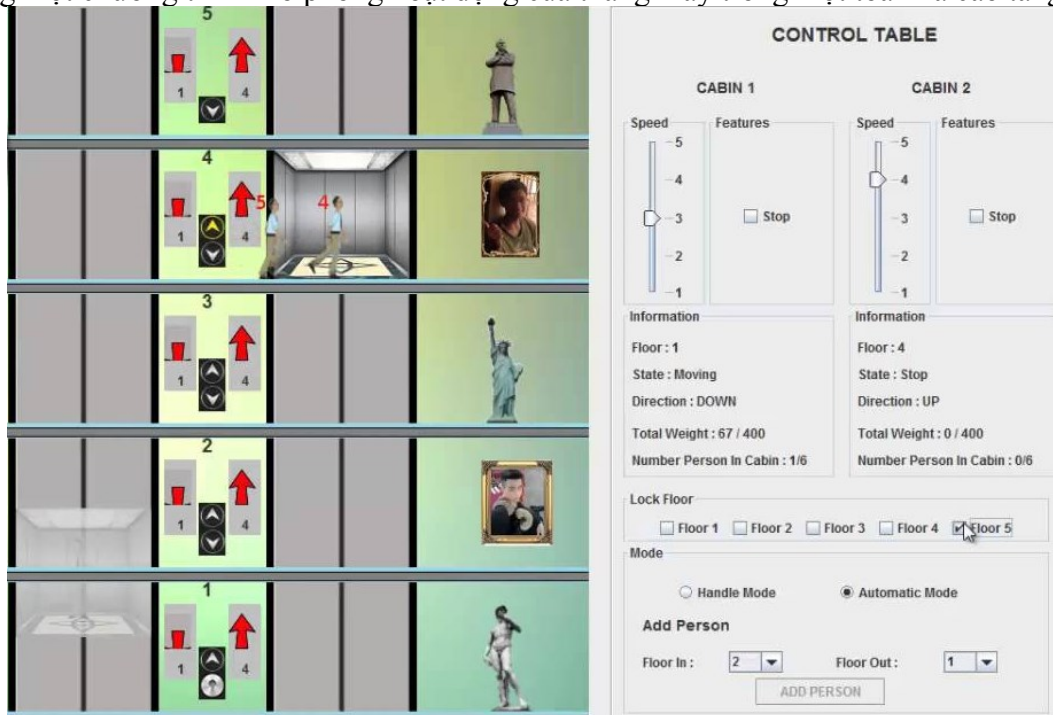 5
1 4
4
5 4
1 4
3
1 4
2
1 4
1
1 4
CONTROL TABLE
CABIN 1 CABIN 2
Speed Features Speed Features
5 5
4 4
3 Stop 3 Stop
2 2
1 1
Information Information
Floor : 1 Floor : 4
State : Moving State : Stop
Direction : DOWN Direction : UP
Total Weight : 67 / 400 Total Weight : 0 / 400
Number Person In Cabin : 1/6 Number Person In Cabin : 0/6
Lock Floor
Floor 1 Floor 2 Floor 3 Floor 4 Floor 5
Mode
Handle Mode Automatic Mode
Add Person
Floor In : 2 Floor Out : 1
ADD PERSON